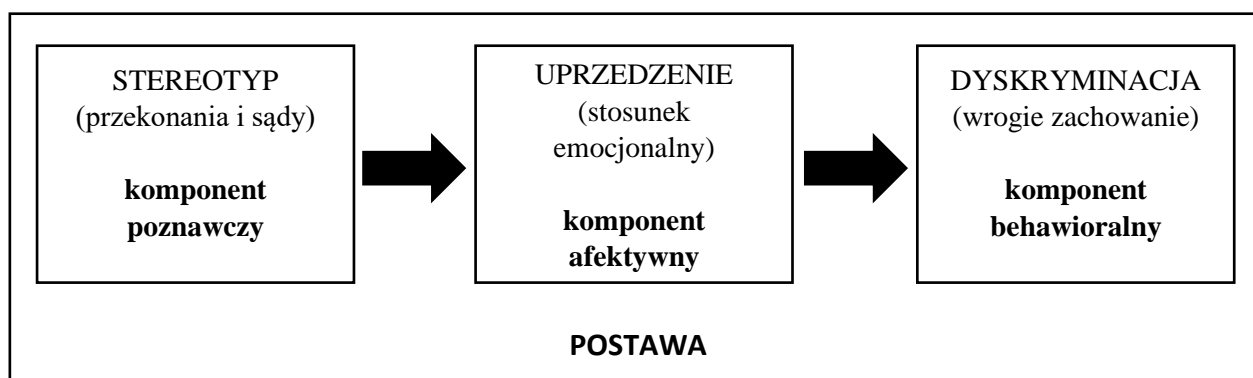 STEREOTYP
(przekonania i sądy)
komponent
poznawczy
UPRZEDZENIE
(stosunek
emocjonalny)
komponent
afektywny
DYSKRYMINACJA
(wrogie zachowanie)
komponent
behawioralny
POSTAWA